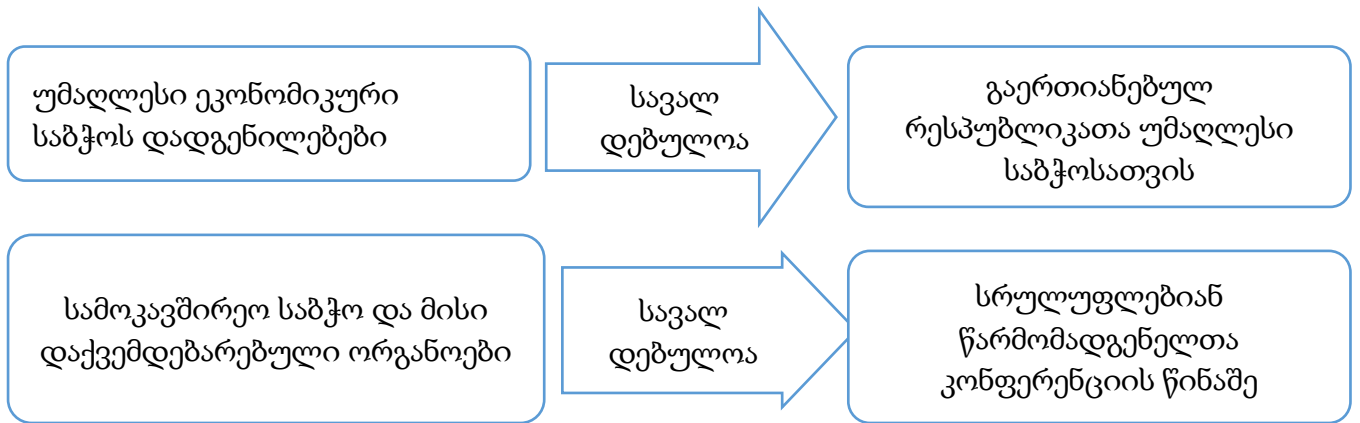 უმაღლესი ეკონომიკური
საბჭოს დადგენილებები
სავალ
დებულოა
გაერთიანებულ
რესპუბლიკათა უმაღლესი
საბჭოსათვის
სამოკავშირეო საბჭო და მისი
დაქვემდებარებული ორგანოები
სავალ
დებულოა
სრულუფლებიან
წარმომადგენელთა
კონფერენციის წინაშე